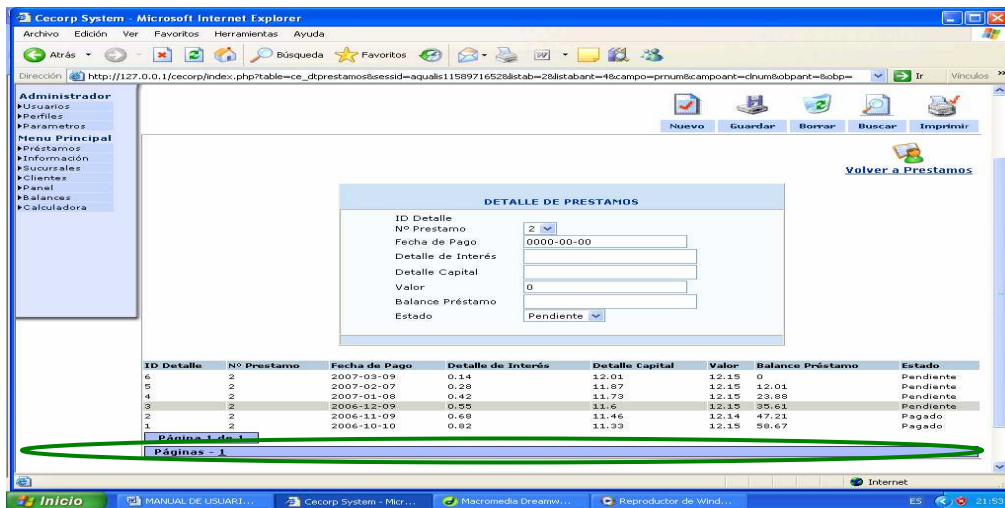 Cecorp System - Microsoft Internet Explorer
Archivo Edición Ver Favoritos Herramientas Ayuda
Atrás Búsqueda Favoritos
Dirección http://127.0.0.1/cecorp/index.php?table=ce_dtprestamos&sessid=aqualis1158971652&listab=2&listabant=4&campo=prnum&campoant=clnum&obpant=&obp= Ir Vínculos »
Administrador
Usuarios
Perfiles
Parametros
Menu Principal
Préstamos
Información
Sucursales
Clientes
Panel
Balances
Calculadora
Nuevo Guardar Borrar Buscar Imprimir
Volver a Prestamos
DETALLE DE PRESTAMOS
ID Detalle
Nº Prestamo 2
Fecha de Pago 0000-00-00
Detalle de Interés
Detalle Capital
Valor 0
Balance Préstamo
Estado Pendiente
ID Detalle Nº Prestamo Fecha de Pago Detalle de Interés Detalle Capital Valor Balance Préstamo Estado
6 2 2007-03-09 0.14 12.01 12.15 0 Pendiente
5 2 2007-02-07 0.28 11.87 12.15 12.01 Pendiente
4 2 2007-01-08 0.42 11.73 12.15 23.88 Pendiente
3 2 2006-12-09 0.55 11.6 12.15 35.61 Pendiente
2 2 2006-11-09 0.68 11.46 12.14 47.21 Pagado
1 2 2006-10-10 0.82 11.33 12.15 58.67 Pagado
Página 1 de 1
Páginas - 1
Internet
Inicio MANUAL DE USUARI... Cecorp System - Micr... Macromedia Dreamw... Reproductor de Wind... ES 21:53